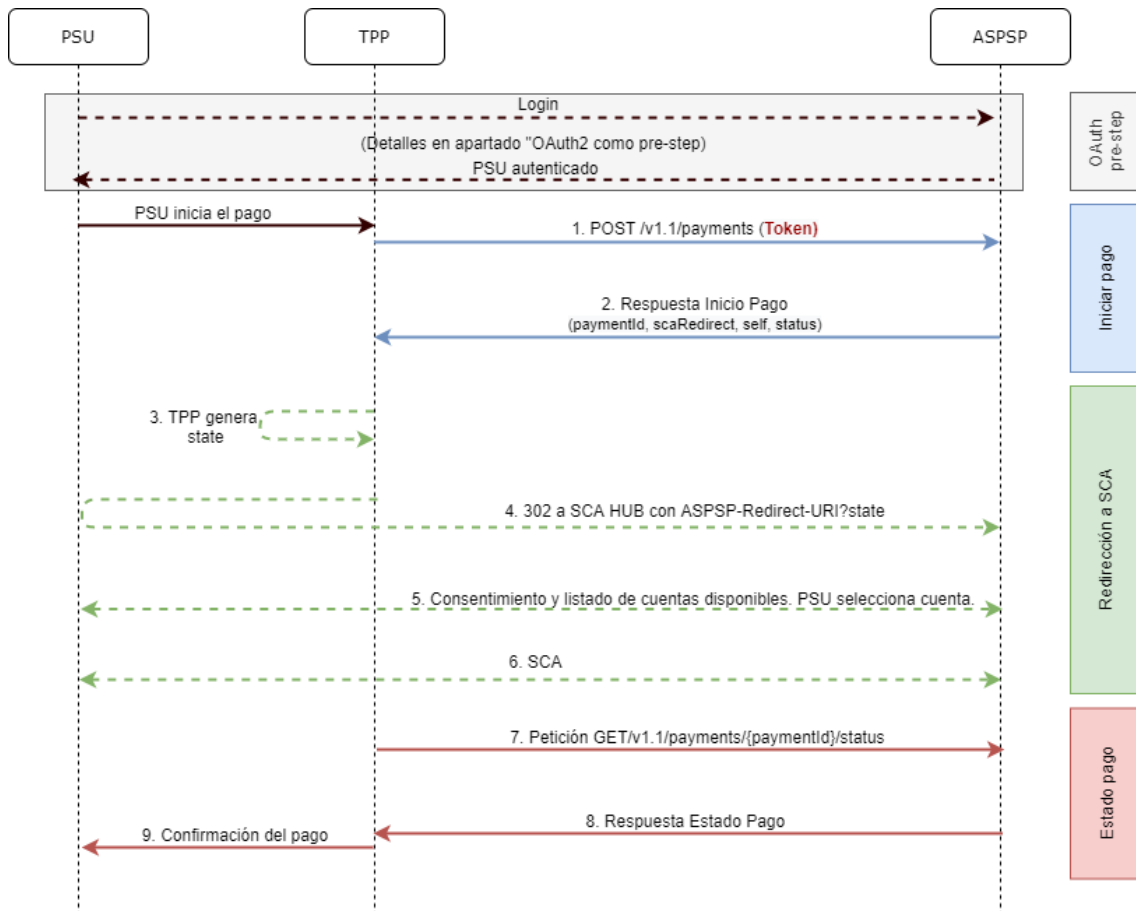 PSU
TPP
ASPSP
Login
(Detalles en apartado "OAuth2 como pre-step)
PSU autenticado
OAuth
pre-step
PSU inicia el pago
1. POST /v1.1/payments (Token)
2. Respuesta Inicio Pago
(paymentId, scaRedirect, self, status)
Iniciar pago
3. TPP genera
state
4. 302 a SCA HUB con ASPSP-Redirect-URI?state
5. Consentimiento y listado de cuentas disponibles. PSU selecciona cuenta.
6. SCA
Redirección a SCA
7. Petición GET/v1.1/payments/{paymentId}/status
8. Respuesta Estado Pago
9. Confirmación del pago
Estado pago